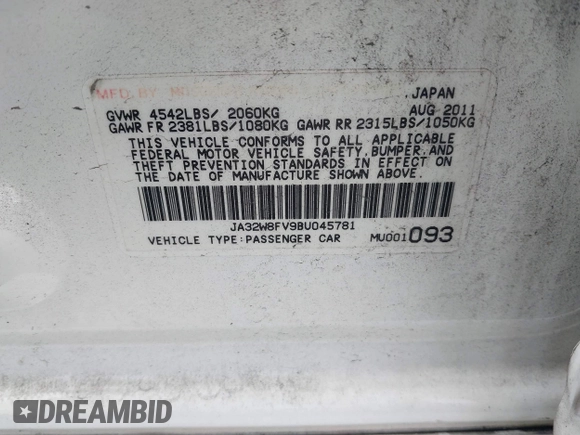 MFD BY JAPAN
GVWR 4542LBS/ 2060KG AUG 2011
GAWR FR 2381LBS/1080KG GAWR RR 2315LBS/1050KG
THIS VEHICLE CONFORMS TO ALL APPLICABLE
FEDERAL MOTOR VEHICLE SAFETY, BUMPER, AND
THEFT PREVENTION STANDARDS IN EFFECT ON
THE DATE OF MANUFACTURE SHOWN ABOVE.
JA32W8FV9BU045781
VEHICLE TYPE:PASSENGER CAR MU001093
DREAMBID